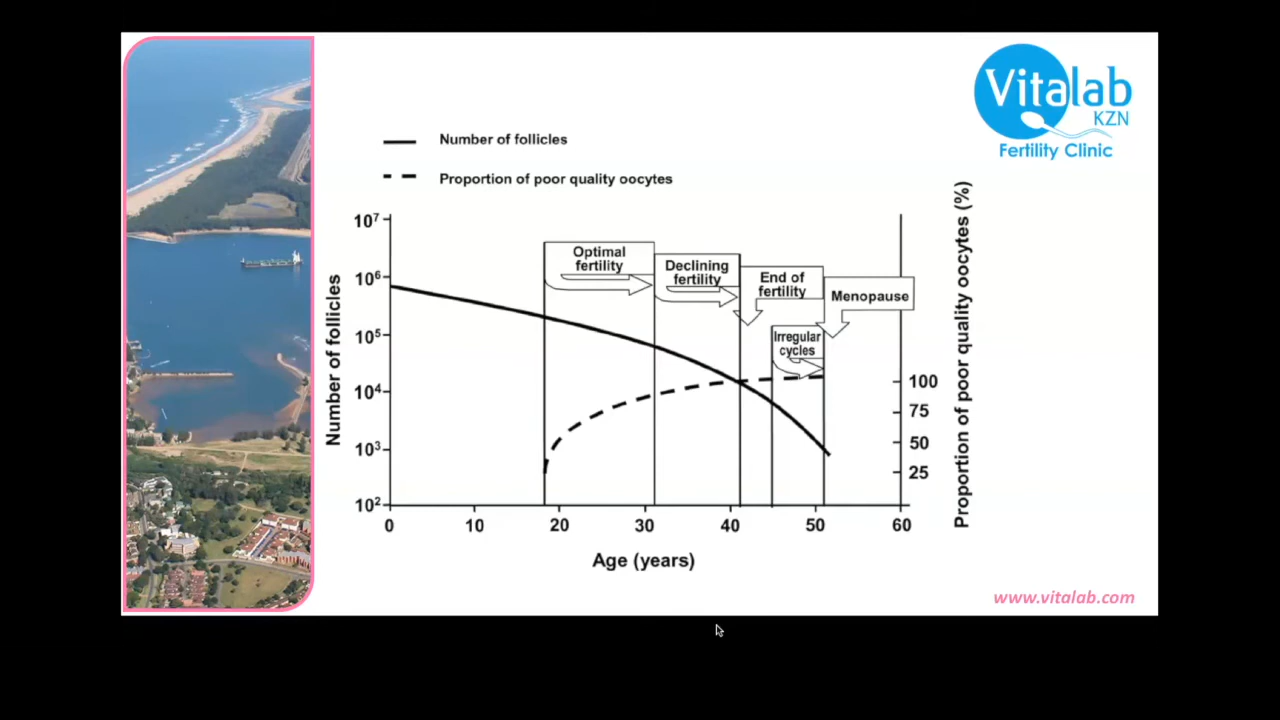 Vitalab
KZN
Fertility Clinic
Number of follicles
Proportion of poor quality oocytes
10⁷
10⁶
10⁵
10⁴
10³
10²
Number of follicles
Optimal
fertility
Declining
fertility
End of
fertility
Menopause
Irregular
cycles
100
75
50
25
Proportion of poor quality oocytes (%)
0 10 20 30 40 50 60
Age (years)
www.vitalab.com